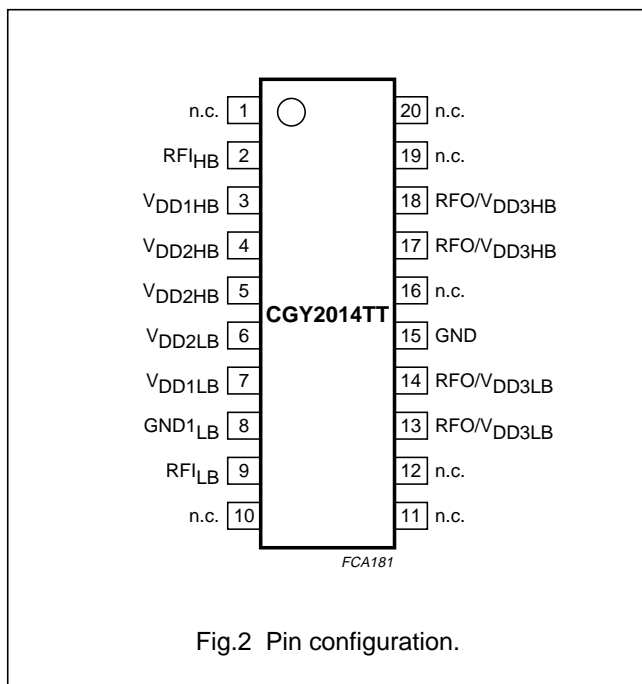 n.c. 1 20 n.c.
RFIHB 2 19 n.c.
VDD1HB 3 18 RFO/VDD3HB
VDD2HB 4 17 RFO/VDD3HB
VDD2HB 5 16 n.c.
CGY2014TT
VDD2LB 6 15 GND
VDD1LB 7 14 RFO/VDD3LB
GND1LB 8 13 RFO/VDD3LB
RFILB 9 12 n.c.
n.c. 10 11 n.c.
FCA181
Fig.2 Pin configuration.